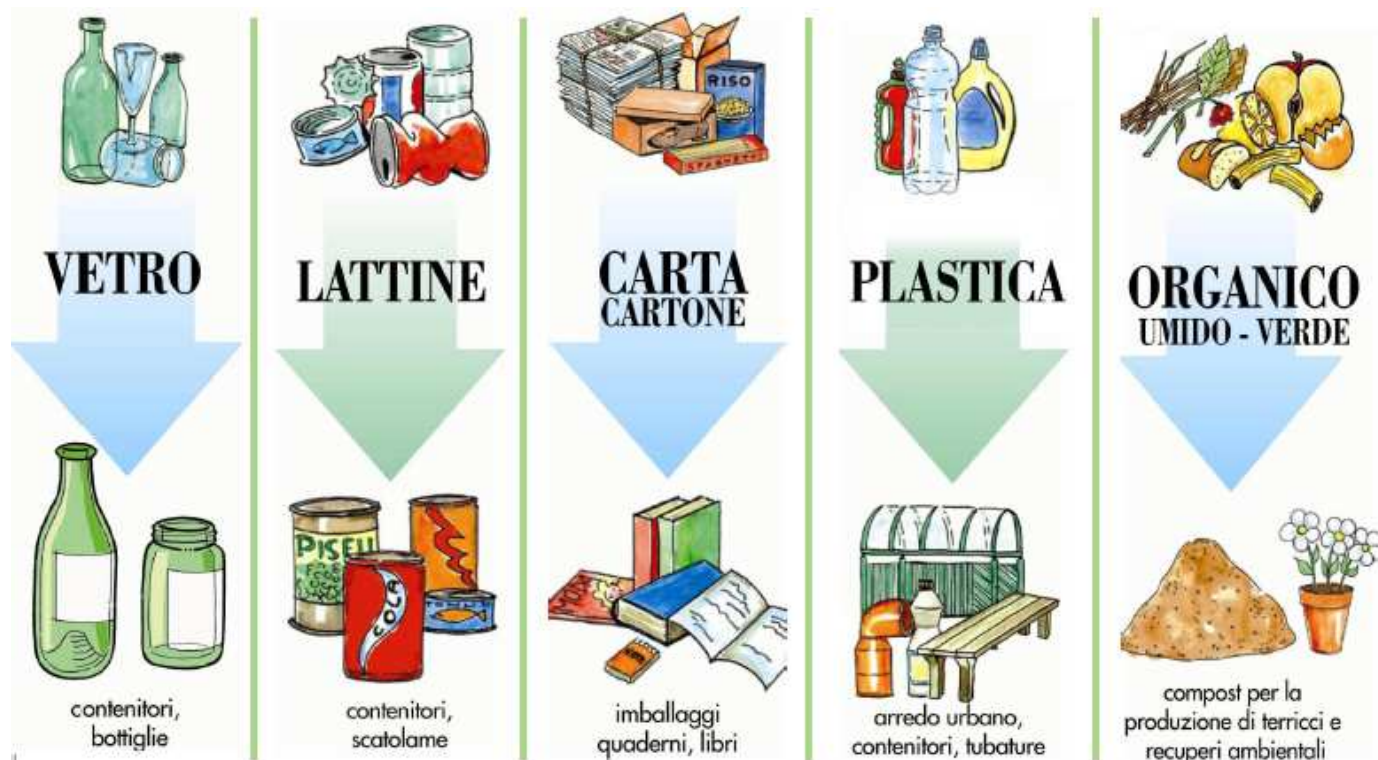 RISO
SPAGHETTI
VETRO
LATTINE
CARTA
CARTONE
PLASTICA
ORGANICO
UMIDO - VERDE
PISELLI
COLA
contenitori,
bottiglie
contenitori,
scatolame
imballaggi
quaderni, libri
arredo urbano,
contenitori, tubature
compost per la
produzione di terricci e
recuperi ambientali